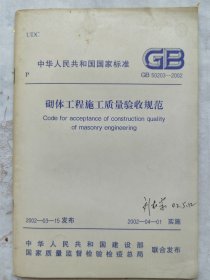 UDC
中华人民共和国国家标准
GB
P
GB 50203-2002
砌体工程施工质量验收规范
Code for acceptance of construction quality
of masonry engineering
02.5.12
2002-03-15 发布
2002-04-01 实施
中华人民共和国建设部
国家质量监督检验检疫总局
联合发布